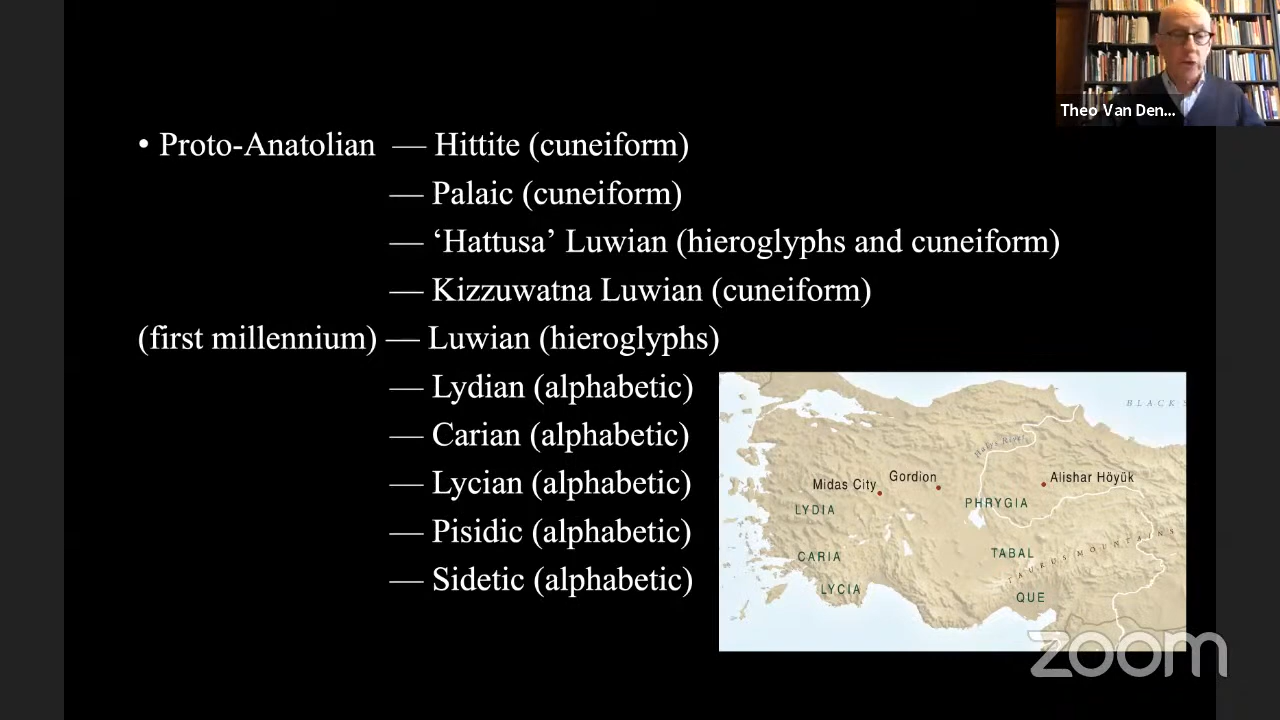 Theo Van Den...
• Proto-Anatolian — Hittite (cuneiform)
— Palaic (cuneiform)
— ‘Hattusa’ Luwian (hieroglyphs and cuneiform)
— Kizzuwatna Luwian (cuneiform)
(first millennium) — Luwian (hieroglyphs)
— Lydian (alphabetic)
— Carian (alphabetic)
— Lycian (alphabetic)
— Pisidic (alphabetic)
— Sidetic (alphabetic)
BLACK
Halys River
Midas City
Gordion
Alishar Höyük
LYDIA
PHRYGIA
CARIA
TABAL
TAURUS MOUNTAINS
LYCIA
QUE
zoom